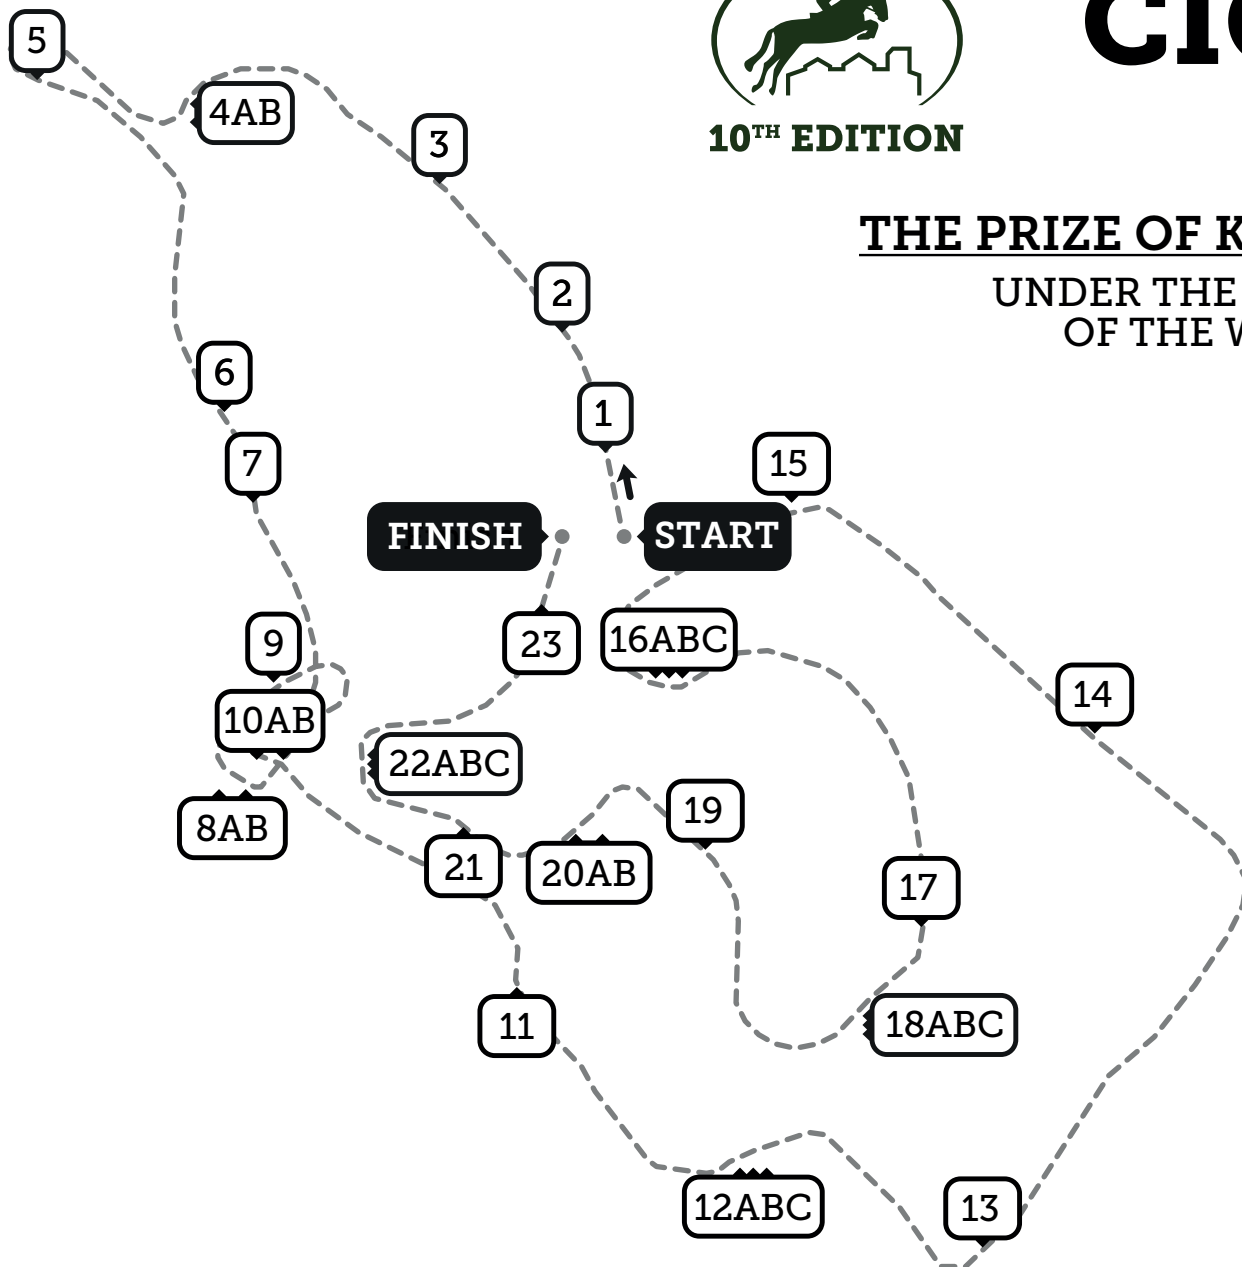 CIC
10TH EDITION
THE PRIZE OF K
UNDER THE
OF THE W
5
4AB
3
2
6
1
7
15
FINISH
START
9
23
16ABC
14
10AB
22ABC
8AB
19
21
20AB
17
11
18ABC
12ABC
13